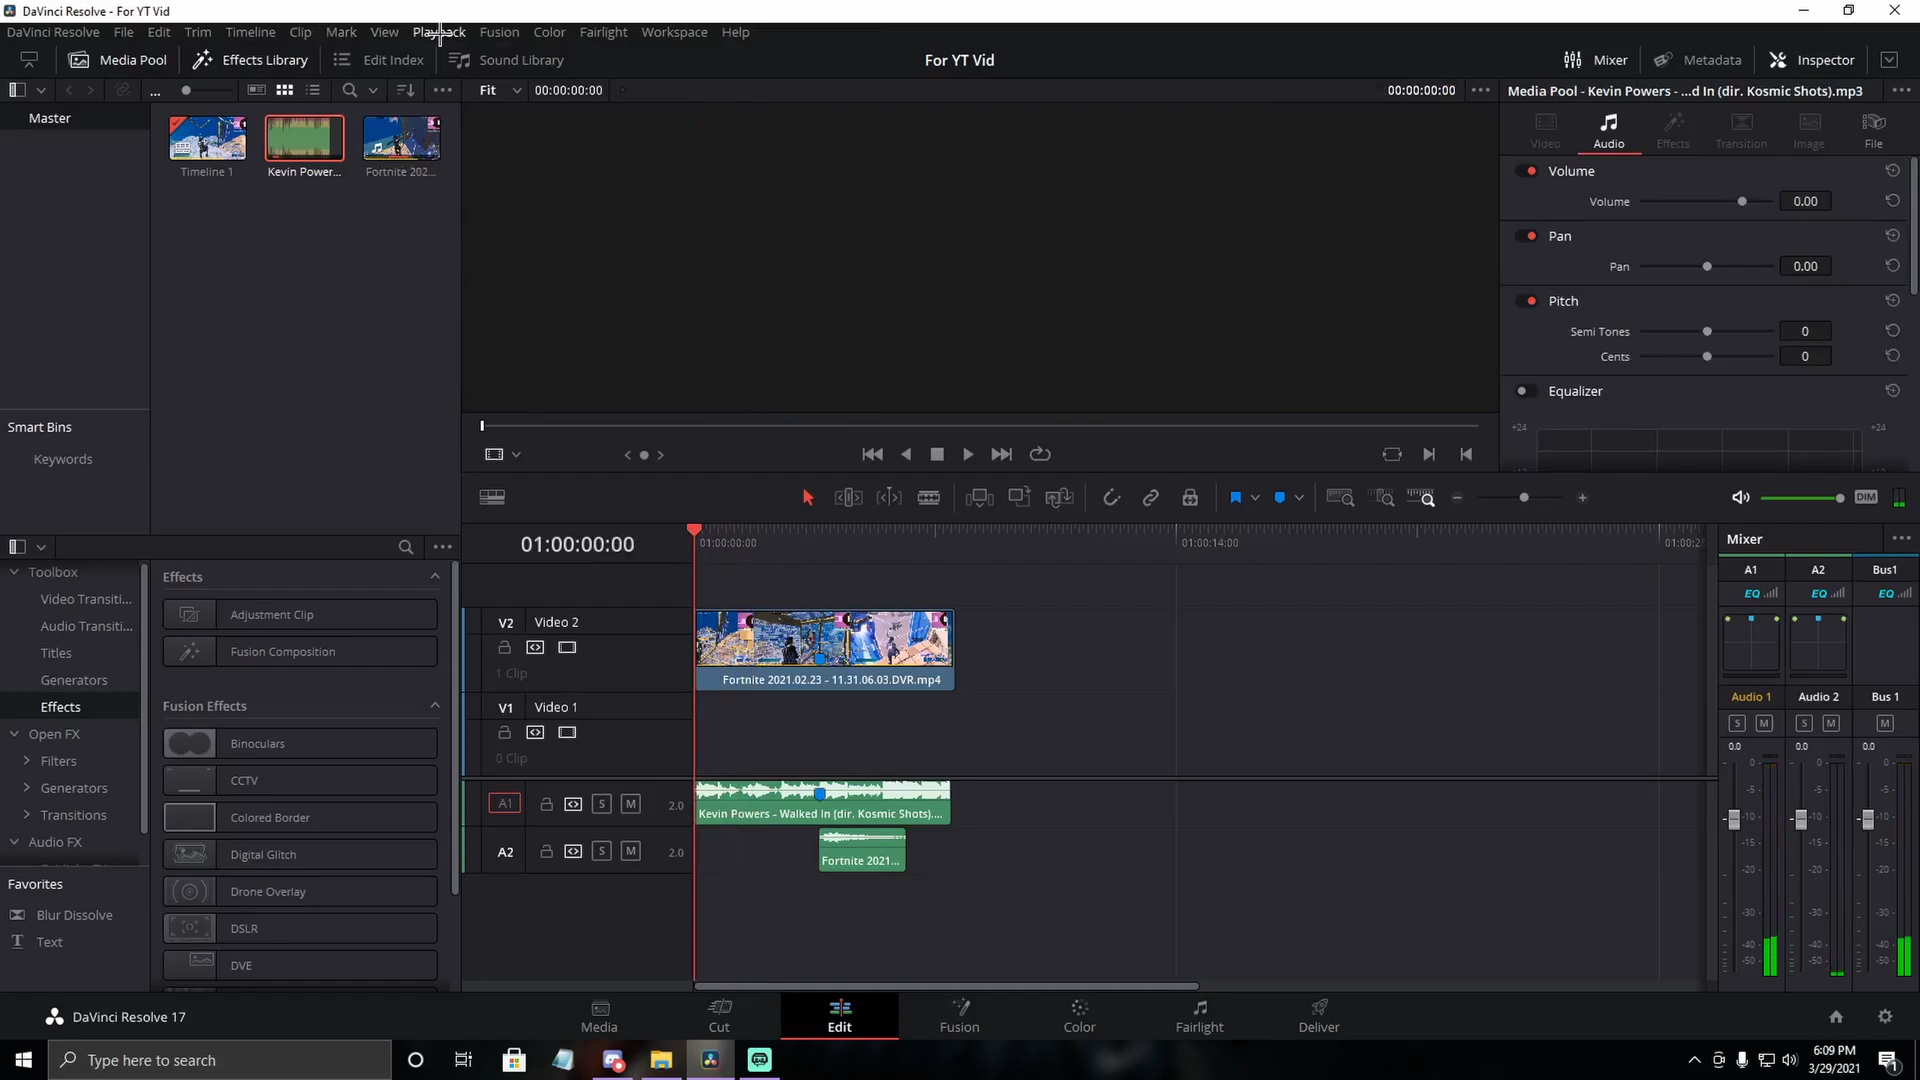 DaVinci Resolve - For YT Vid
DaVinci Resolve File Edit Trim Timeline Clip Mark View Playback Fusion Color Fairlight Workspace Help
Media Pool Effects Library Edit Index Sound Library For YT Vid Mixer Metadata Inspector
... Fit 00:00:00:00 00:00:00:00 Media Pool - Kevin Powers - ...d In (dir. Kosmic Shots).mp3
Master
Timeline 1 Kevin Power... Fortnite 202...
Video Audio Effects Transition Image File
Volume
Volume 0.00
Pan
Pan 0.00
Pitch
Semi Tones 0
Cents 0
Equalizer
+24 +24
Smart Bins
Keywords
DIM
01:00:00:00
01:00:00:00 01:00:14:00 01:00:2
Mixer
Toolbox
Video Transiti...
Audio Transiti...
Titles
Generators
Effects
Open FX
Filters
Generators
Transitions
Audio FX
Favorites
Blur Dissolve
Text
Effects
Adjustment Clip
Fusion Composition
Fusion Effects
Binoculars
CCTV
Colored Border
Digital Glitch
Drone Overlay
DSLR
DVE
V2 Video 2
1 Clip
Fortnite 2021.02.23 - 11.31.06.03.DVR.mp4
V1 Video 1
0 Clip
A1 S M 2.0
Kevin Powers - Walked In (dir. Kosmic Shots)....
A2 S M 2.0
Fortnite 2021...
A1 A2 Bus1
EQ EQ EQ
Audio 1 Audio 2 Bus 1
S M S M M
0.0 0.0 0.0
0 0 0
-5 -5 -5
-10 -10 -10
-15 -15 -15
-20 -20 -20
-30 -30 -30
-40 -40 -40
-50 -50 -50
DaVinci Resolve 17
Media Cut Edit Fusion Color Fairlight Deliver
Type here to search
6:09 PM
3/29/2021
1